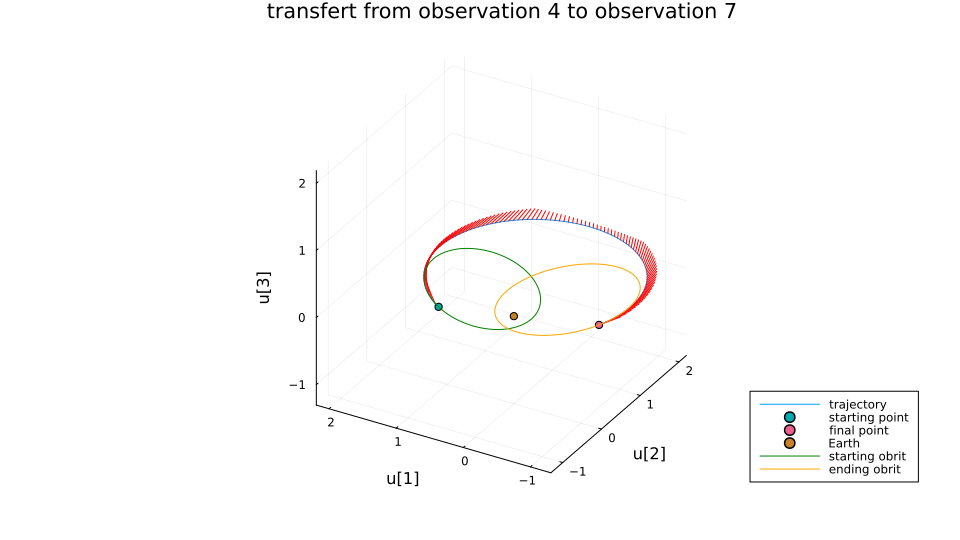 transfert from observation 4 to observation 7
2
1
0
−1
u[3]
2
1
0
−1
u[1]
2
1
0
−1
u[2]
trajectory
starting point
final point
Earth
starting obrit
ending obrit